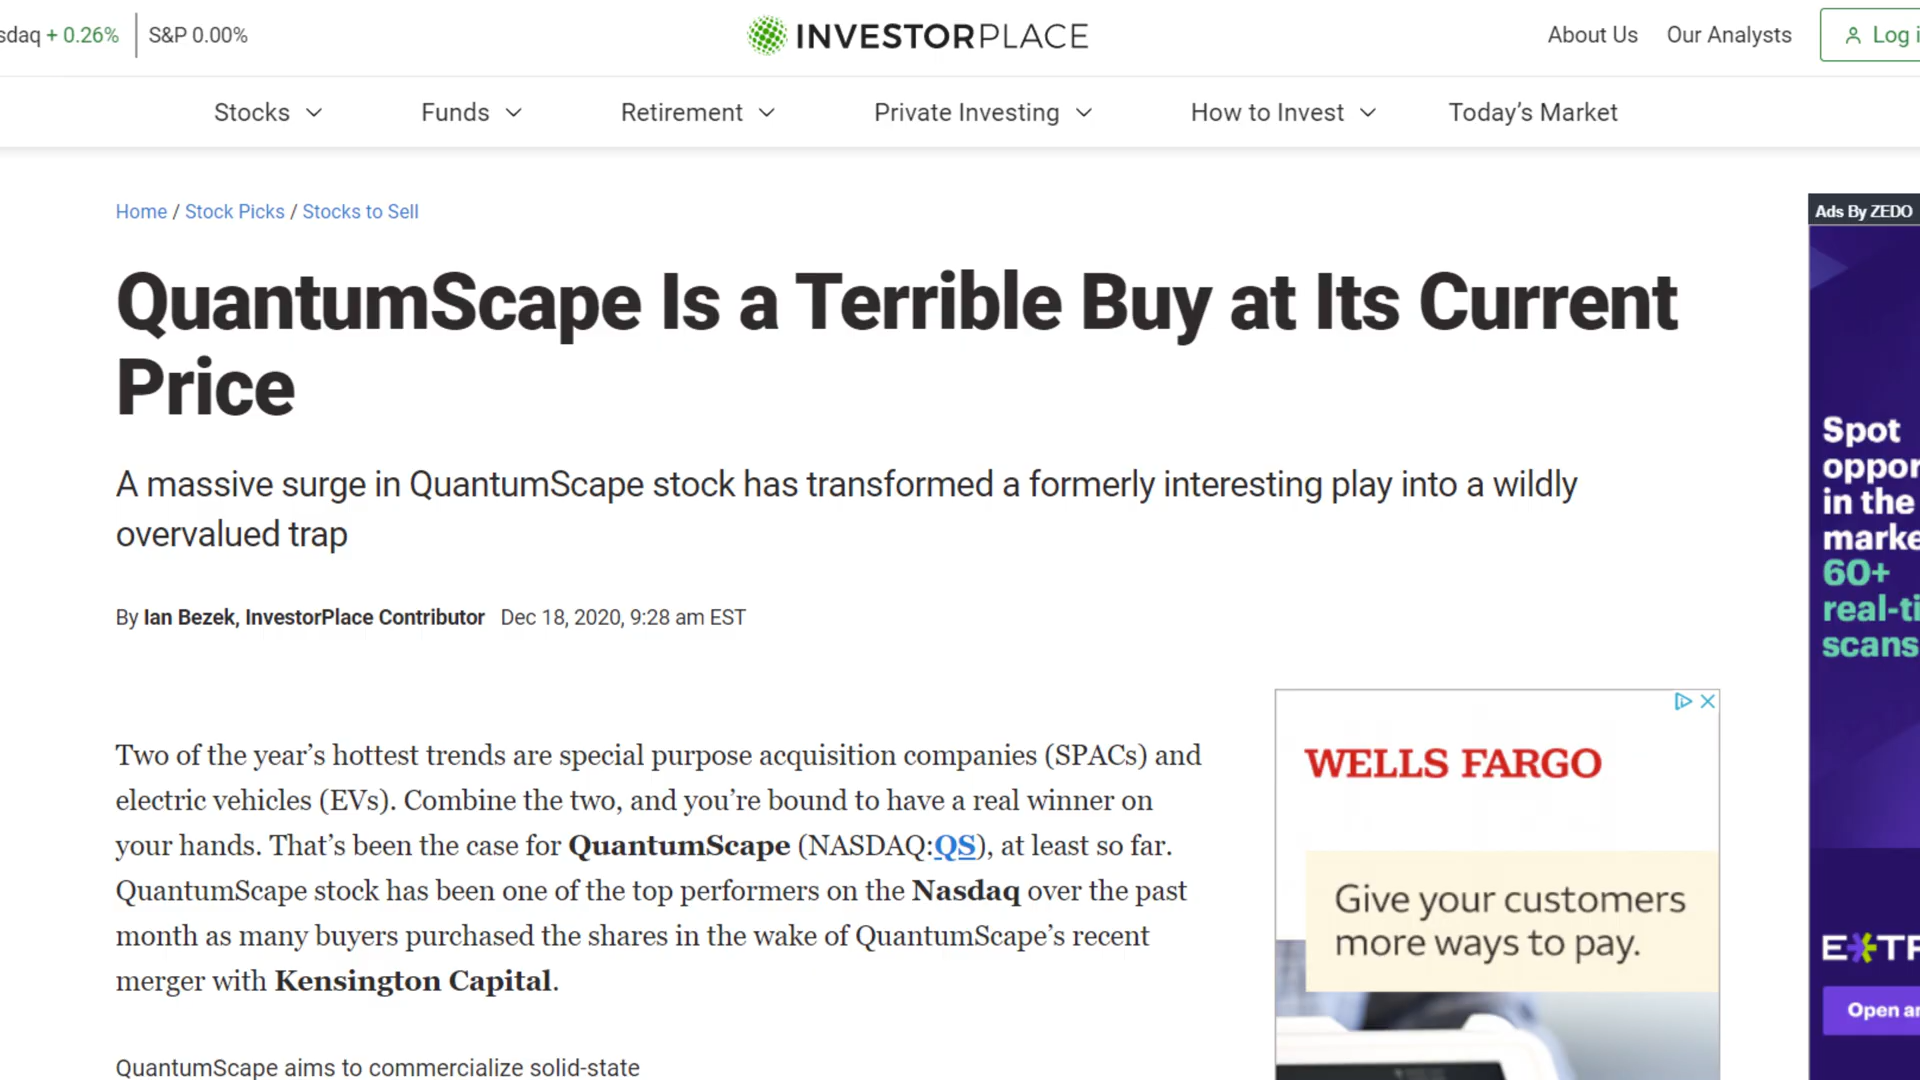 sdaq + 0.26% S&P 0.00%
INVESTORPLACE
About Us Our Analysts Log i
Stocks Funds Retirement Private Investing How to Invest Today’s Market
Home / Stock Picks / Stocks to Sell
QuantumScape Is a Terrible Buy at Its Current
Price
A massive surge in QuantumScape stock has transformed a formerly interesting play into a wildly
overvalued trap
By Ian Bezek, InvestorPlace Contributor Dec 18, 2020, 9:28 am EST
Two of the year’s hottest trends are special purpose acquisition companies (SPACs) and
electric vehicles (EVs). Combine the two, and you’re bound to have a real winner on
your hands. That’s been the case for QuantumScape (NASDAQ:QS), at least so far.
QuantumScape stock has been one of the top performers on the Nasdaq over the past
month as many buyers purchased the shares in the wake of QuantumScape’s recent
merger with Kensington Capital.
QuantumScape aims to commercialize solid-state
WELLS FARGO
Give your customers
more ways to pay.
Ads By ZEDO
Spot
oppor
in the
marke
60+
real-ti
scans
E*TR
Open an